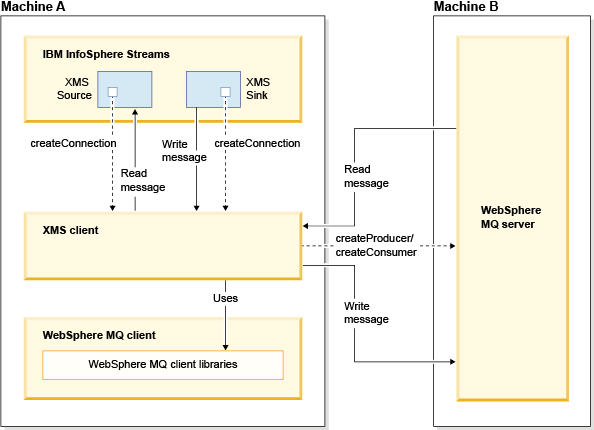 Machine A
Machine B
IBM InfoSphere Streams
XMS
Source
XMS
Sink
createConnection
Read
message
Write
message
createConnection
Read
message
XMS client
createProducer/
createConsumer
WebSphere
MQ server
Uses
Write
message
WebSphere MQ client
WebSphere MQ client libraries